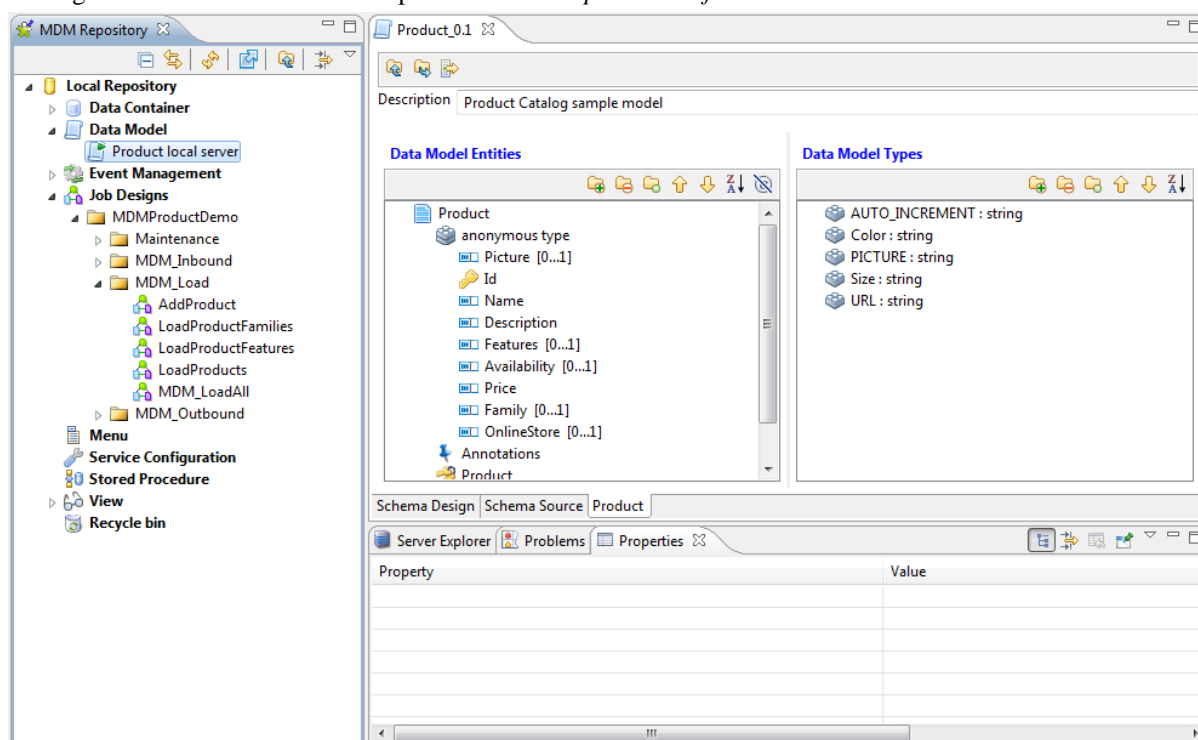 MDM Repository
Local Repository
Data Container
Data Model
Product local server
Event Management
Job Designs
MDMProductDemo
Maintenance
MDM_Inbound
MDM_Load
AddProduct
LoadProductFamilies
LoadProductFeatures
LoadProducts
MDM_LoadAll
MDM_Outbound
Menu
Service Configuration
Stored Procedure
View
Recycle bin
Product_0.1
Description Product Catalog sample model
Data Model Entities
Product
anonymous type
Picture [0...1]
Id
Name
Description
Features [0...1]
Availability [0...1]
Price
Family [0...1]
OnlineStore [0...1]
Annotations
Product
Data Model Types
AUTO_INCREMENT : string
Color : string
PICTURE : string
Size : string
URL : string
Schema Design Schema Source Product
Server Explorer Problems Properties
Property Value